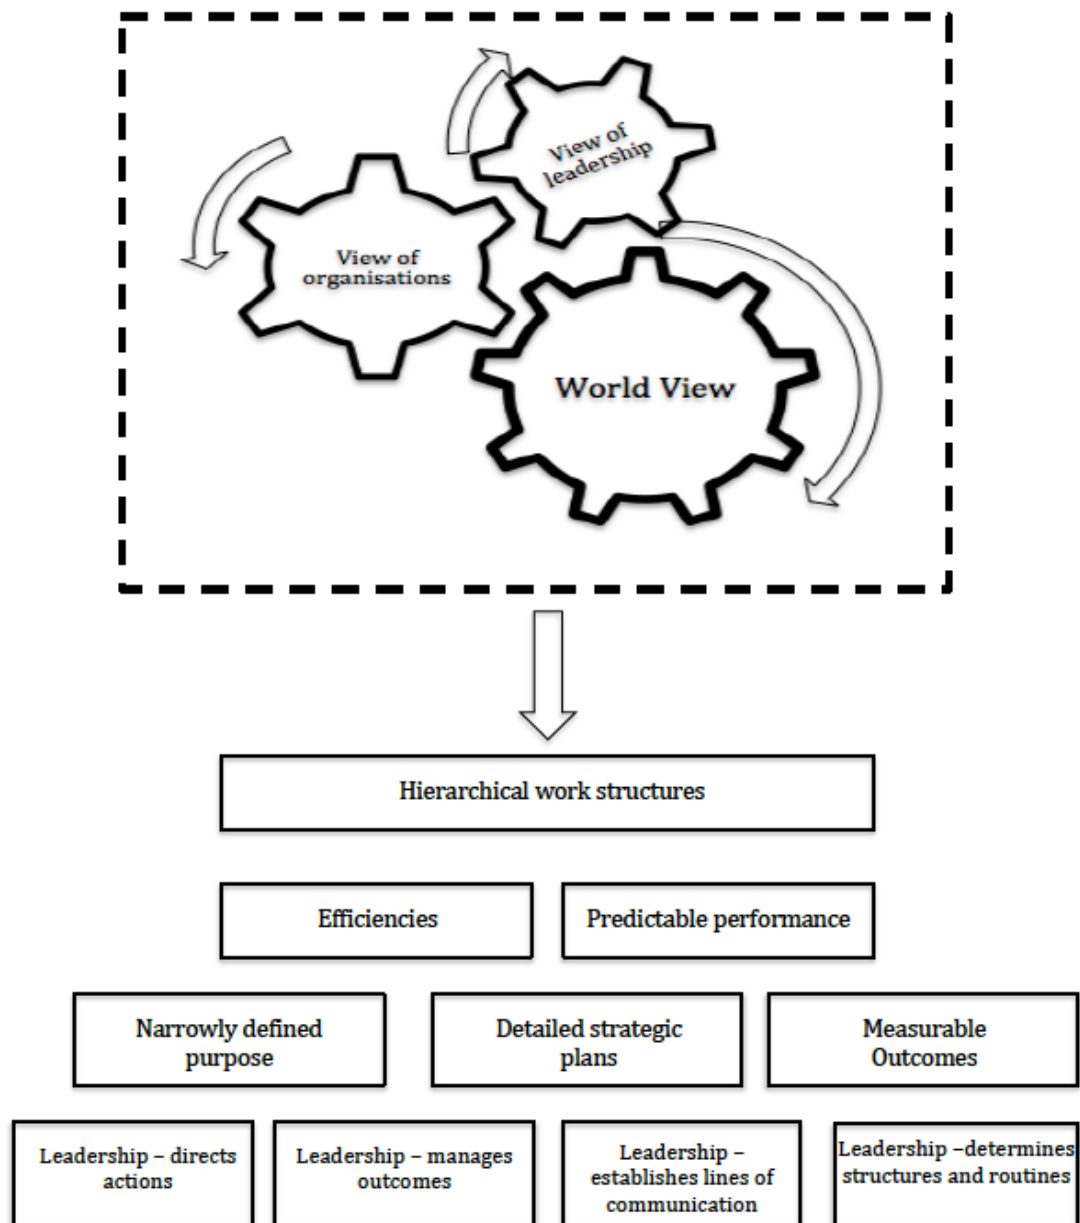 View of
leadership
View of
organisations
World View
Hierarchical work structures
Efficiencies
Predictable performance
Narrowly defined
purpose
Detailed strategic
plans
Measurable
Outcomes
Leadership – directs
actions
Leadership – manages
outcomes
Leadership –
establishes lines of
communication
Leadership –determines
structures and routines